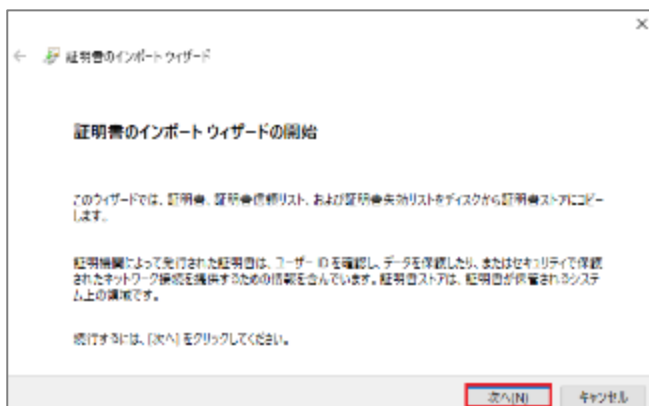 証明書のインポート ウィザード
証明書のインポート ウィザードの開始
このウィザードでは、証明書、証明書信頼リスト、および証明書失効リストをディスクから証明書ストアにコピー
します。
証明機関によって発行された証明書は、ユーザー ID を確認し、データを保護したり、またはセキュリティで保護
されたネットワーク接続を提供するための情報を含んでいます。証明書ストアは、証明書が保管されるシステ
ム上の領域です。
続行するには、[次へ] をクリックしてください。
次へ(N)
キャンセル